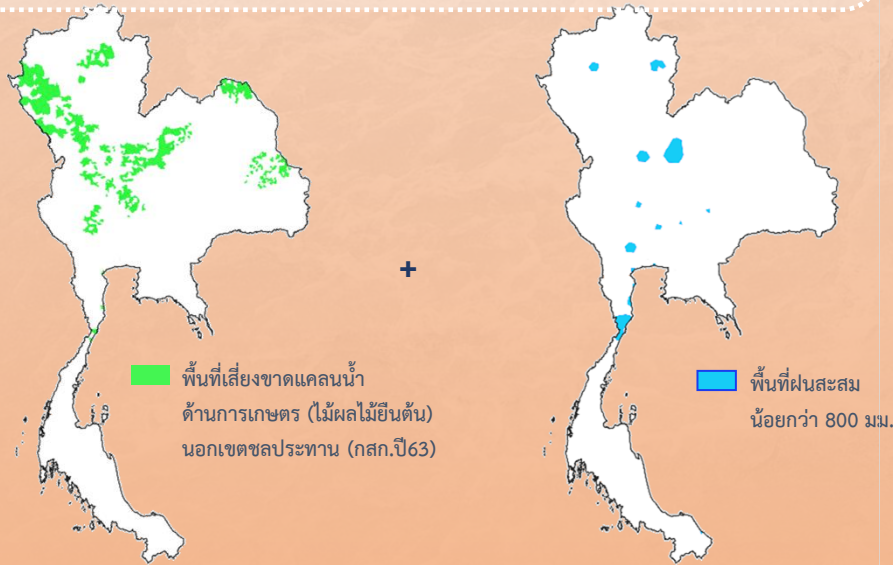 +
พื้นที่เสี่ยงขาดแคลนน้ำ
ด้านการเกษตร (ไม้ผลไม้ยืนต้น)
นอกเขตชลประทาน (กสก.ปี63)
พื้นที่ฝนสะสม
น้อยกว่า 800 มม.